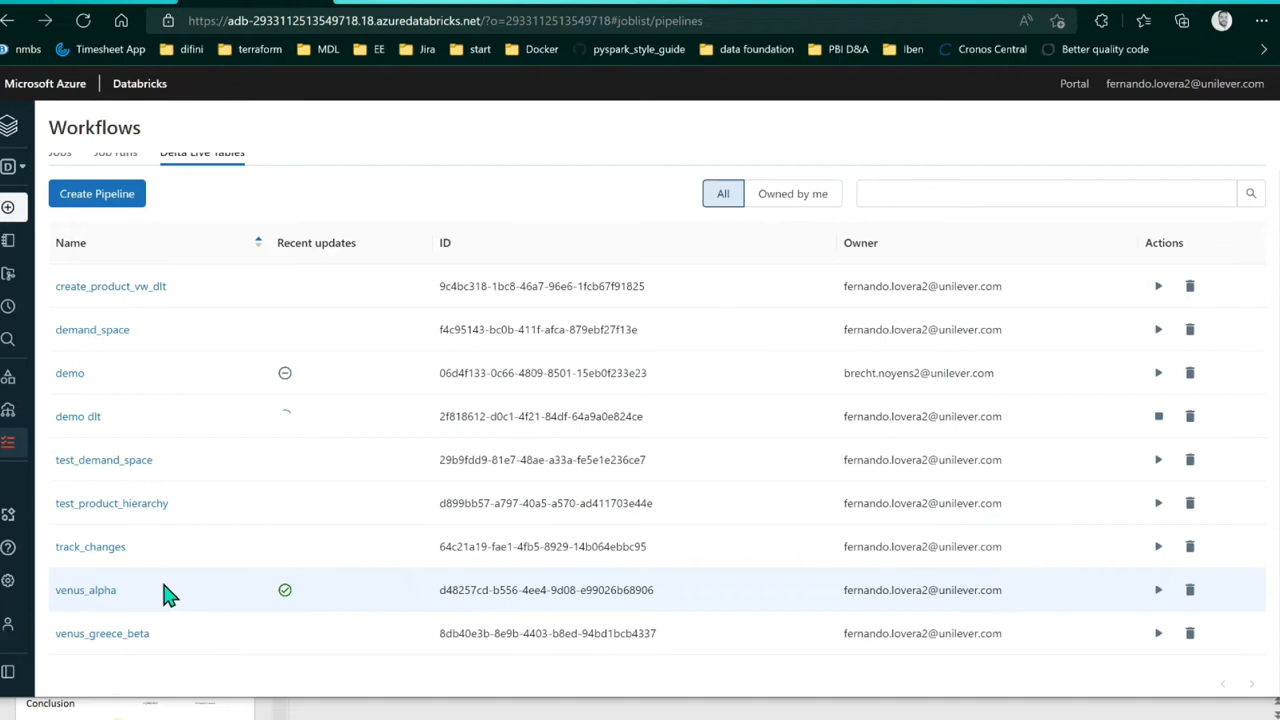 https://adb-2933112513549718.18.azuredatabricks.net/?o=2933112513549718#joblist/pipelines
nmbs Timesheet App difini terraform MDL EE Jira start Docker pyspark_style_guide data foundation PBI D&A Iben Cronos Central Better quality code
Microsoft Azure Databricks Portal fernando.lovera2@unilever.com
Workflows
Jobs Job runs Delta Live Tables
Create Pipeline All Owned by me
Name Recent updates ID Owner Actions
create_product_vw_dlt 9c4bc318-1bc8-46a7-96e6-1fcb67f91825 fernando.lovera2@unilever.com
demand_space f4c95143-bc0b-411f-afca-879ebf27f13e fernando.lovera2@unilever.com
demo 06d4f133-0c66-4809-8501-15eb0f233e23 brecht.noyens2@unilever.com
demo dlt 2f818612-d0c1-4f21-84df-64a9a0e824ce fernando.lovera2@unilever.com
test_demand_space 29b9fdd9-81e7-48ae-a33a-fe5e1e236ce7 fernando.lovera2@unilever.com
test_product_hierarchy d899bb57-a797-40a5-a570-ad411703e44e fernando.lovera2@unilever.com
track_changes 64c21a19-fae1-4fb5-8929-14b064ebbc95 fernando.lovera2@unilever.com
venus_alpha d48257cd-b556-4ee4-9d08-e99026b68906 fernando.lovera2@unilever.com
venus_greece_beta 8db40e3b-8e9b-4403-b8ed-94bd1bcb4337 fernando.lovera2@unilever.com
Conclusion